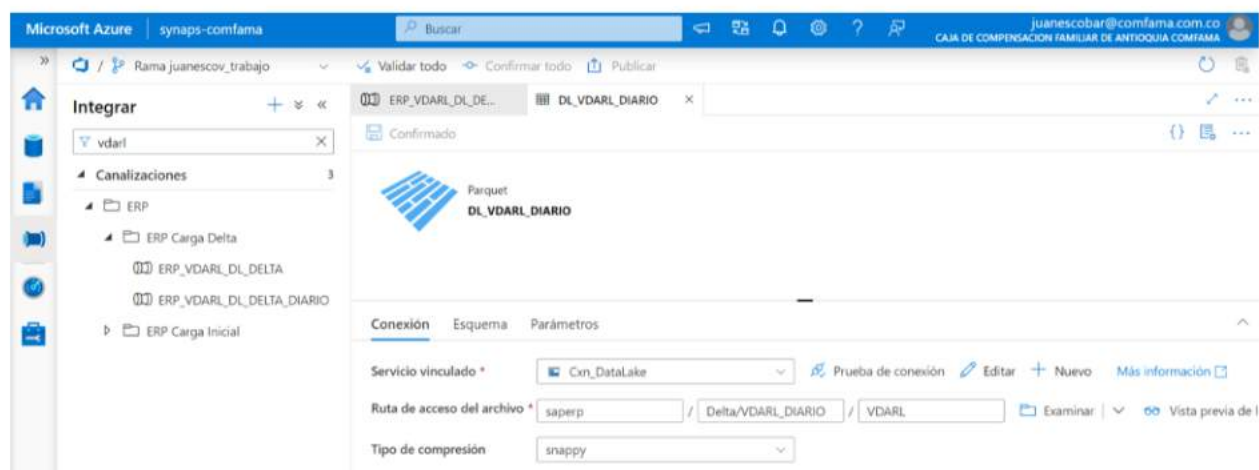 Microsoft Azure | synaps-comfama
Buscar
juanescobar@comfama.com.co
CAJA DE COMPENSACION FAMILIAR DE ANTIOQUIA COMFAMA
» / Rama juanescov_trabajo
Validar todo Confirmar todo Publicar
Integrar + «
vdarl ×
Canalizaciones 3
ERP
ERP Carga Delta
ERP_VDARL_DL_DELTA
ERP_VDARL_DL_DELTA_DIARIO
ERP Carga Inicial
ERP_VDARL_DL_DE... DL_VDARL_DIARIO ×
Confirmado {} ...
Parquet
DL_VDARL_DIARIO
Conexión Esquema Parámetros
Servicio vinculado * Cxn_DataLake Prueba de conexión Editar + Nuevo Más información
Ruta de acceso del archivo * saperp / Delta/VDARL_DIARIO / VDARL Examinar | Vista previa de l
Tipo de compresión snappy